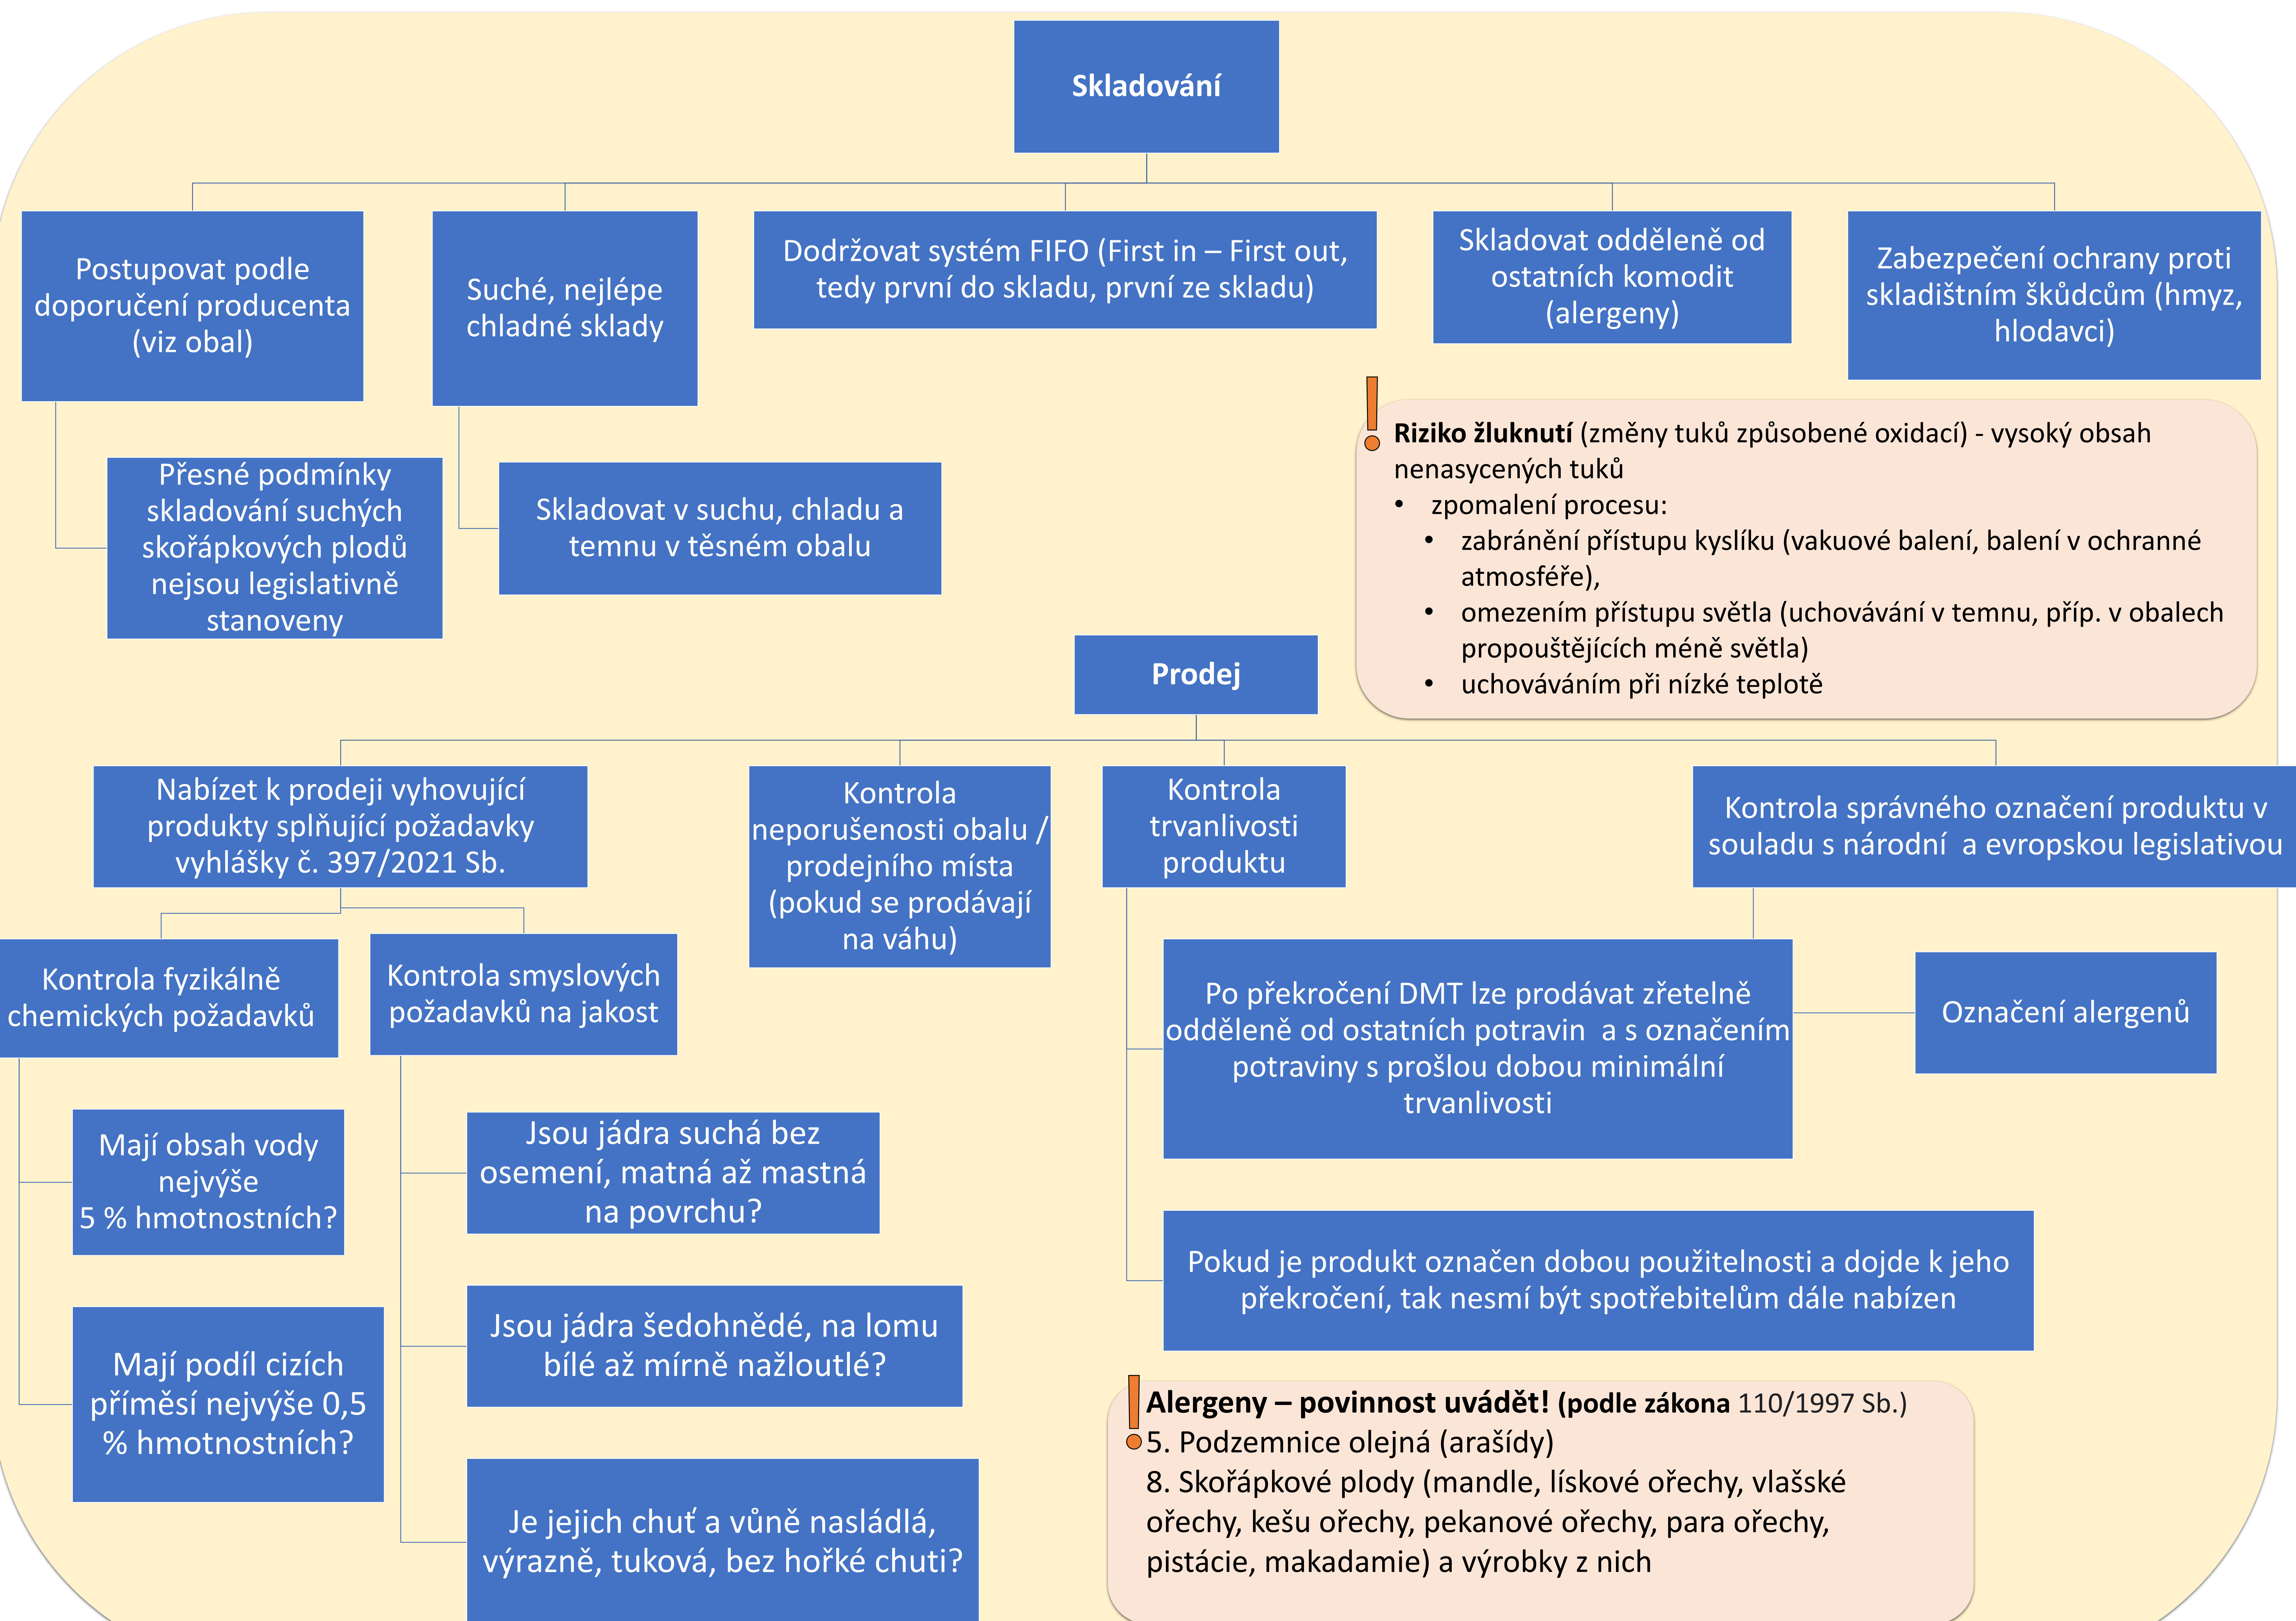 Skladování
Postupovat podle
doporučení producenta
(viz obal)
Suché, nejlépe
chladné sklady
Dodržovat systém FIFO (First in – First out,
tedy první do skladu, první ze skladu)
Skladovat odděleně od
ostatních komodit
(alergeny)
Zabezpečení ochrany proti
skladištním škůdcům (hmyz,
hlodavci)
Přesné podmínky
skladování suchých
skořápkových plodů
nejsou legislativně
stanoveny
Skladovat v suchu, chladu a
temnu v těsném obalu
Riziko žluknutí (změny tuků způsobené oxidací) - vysoký obsah
nenasycených tuků
• zpomalení procesu:
• zabránění přístupu kyslíku (vakuové balení, balení v ochranné
atmosféře),
• omezením přístupu světla (uchovávání v temnu, příp. v obalech
propouštějících méně světla)
• uchováváním při nízké teplotě
Prodej
Nabízet k prodeji vyhovující
produkty splňující požadavky
vyhlášky č. 397/2021 Sb.
Kontrola
neporušenosti obalu /
prodejního místa
(pokud se prodávají
na váhu)
Kontrola
trvanlivosti
produktu
Kontrola správného označení produktu v
souladu s národní  a evropskou legislativou
Kontrola fyzikálně
chemických požadavků
Kontrola smyslových
požadavků na jakost
Po překročení DMT lze prodávat zřetelně
odděleně od ostatních potravin  a s označením
potraviny s prošlou dobou minimální
trvanlivosti
Označení alergenů
Mají obsah vody
nejvýše
5 % hmotnostních?
Jsou jádra suchá bez
osemení, matná až mastná
na povrchu?
Pokud je produkt označen dobou použitelnosti a dojde k jeho
překročení, tak nesmí být spotřebitelům dále nabízen
Mají podíl cizích
příměsí nejvýše 0,5
% hmotnostních?
Jsou jádra šedohnědé, na lomu
bílé až mírně nažloutlé?
Je jejich chuť a vůně nasládlá,
výrazně, tuková, bez hořké chuti?
Alergeny – povinnost uvádět! (podle zákona 110/1997 Sb.)
5. Podzemnice olejná (arašídy)
8. Skořápkové plody (mandle, lískové ořechy, vlašské
ořechy, kešu ořechy, pekanové ořechy, para ořechy,
pistácie, makadamie) a výrobky z nich